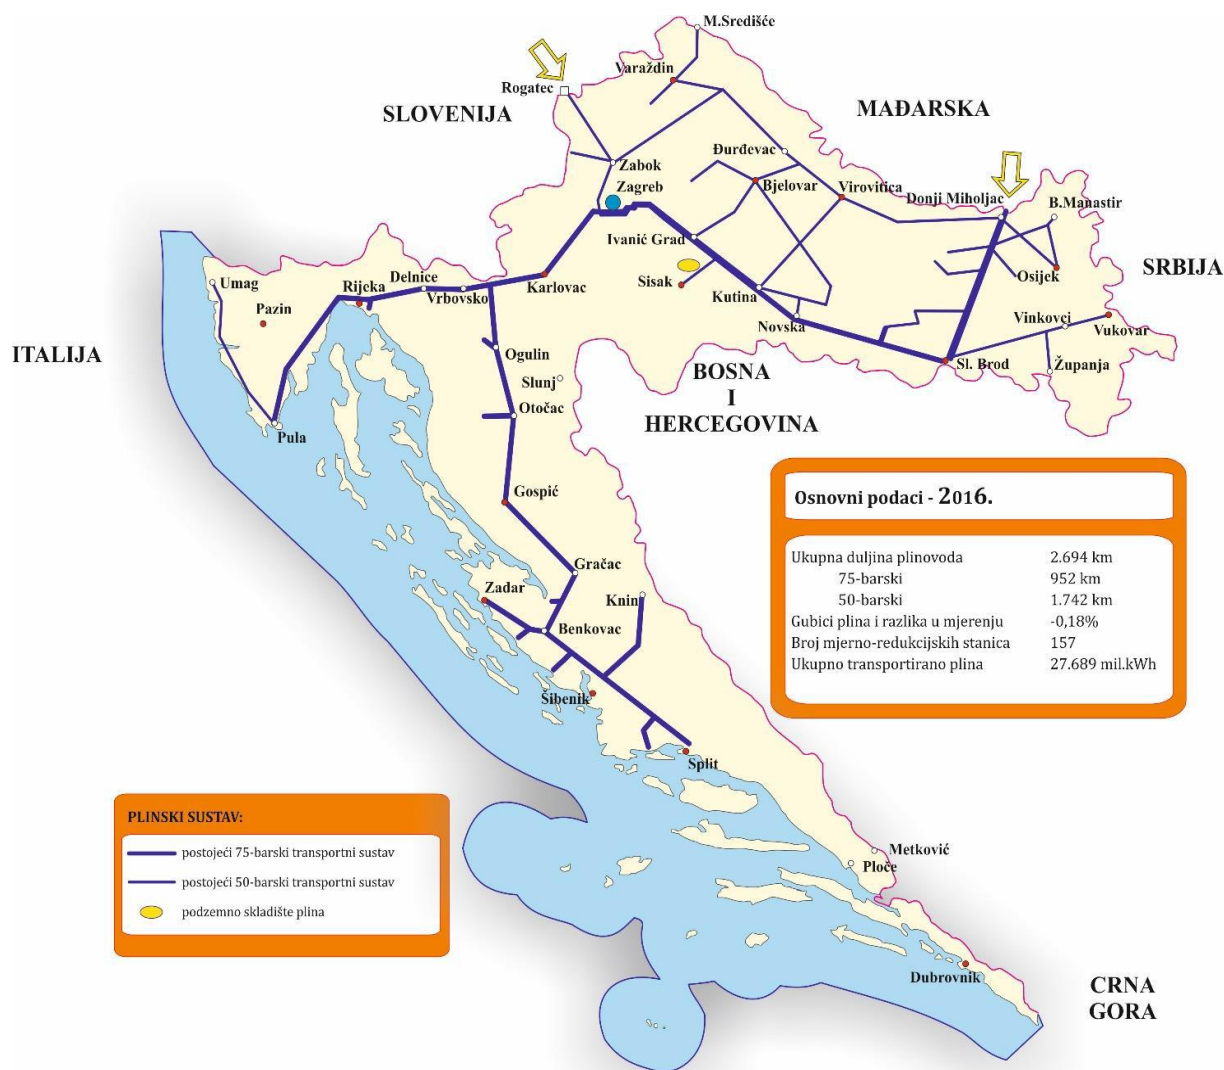 M.Središće
Varaždin
Rogatec
SLOVENIJA
MAĐARSKA
Đurđevac
Zabok
Zagreb
Bjelovar
Virovitica
Donji Miholjac
B.Manastir
Ivanić Grad
SRBIJA
Umag
Pazin
Rijeka
Delnice
Vrbovsko
Karlovac
Sisak
Kutina
Novska
Osijek
Vinkovci
Vukovar
ITALIJA
Ogulin
Slunj
Otočac
BOSNA
I
HERCEGOVINA
Sl. Brod
Županja
Pula
Gospić
Osnovni podaci - 2016.
Ukupna duljina plinovoda 2.694 km
75-barski 952 km
50-barski 1.742 km
Gubici plina i razlika u mjerenju -0,18%
Broj mjerno-redukcijskih stanica 157
Ukupno transportirano plina 27.689 mil.kWh
Gračac
Zadar
Knin
Benkovac
Šibenik
Split
PLINSKI SUSTAV:
postojeći 75-barski transportni sustav
postojeći 50-barski transportni sustav
podzemno skladište plina
Metković
Ploče
Dubrovnik
CRNA
GORA